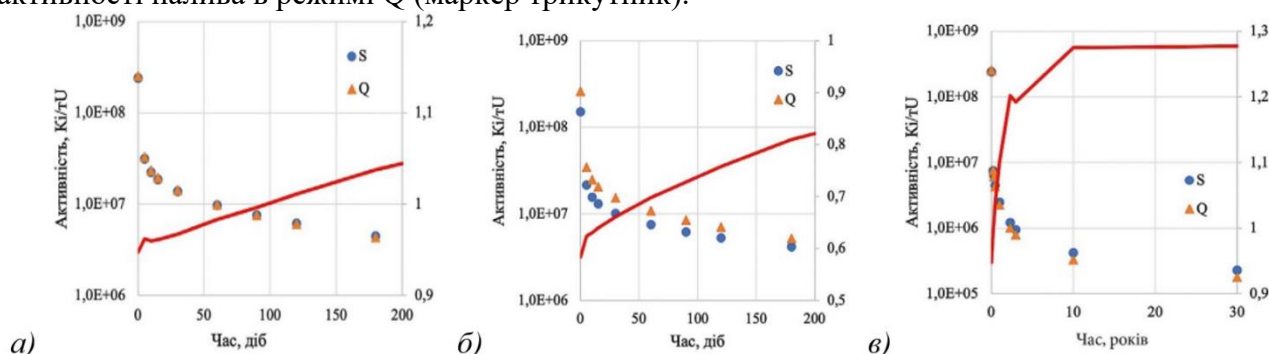 активності палива в режимі Q (маркер трикутник).
1,0E+09
1,0E+08
1,0E+07
1,0E+06
1,2
1,1
1
0,9
Активність, Кі/тU
S
Q
0
50
100
150
200
Час, діб
а)
1,0E+09
1,0E+08
1,0E+07
1,0E+06
1
0,9
0,8
0,7
0,6
0,5
Активність, Кі/тU
S
Q
0
50
100
150
200
Час, діб
б)
1,0E+09
1,0E+08
1,0E+07
1,0E+06
1,0E+05
1,3
1,2
1,1
1
0,9
Активність, Кі/тU
S
Q
0
10
20
30
Час, років
в)